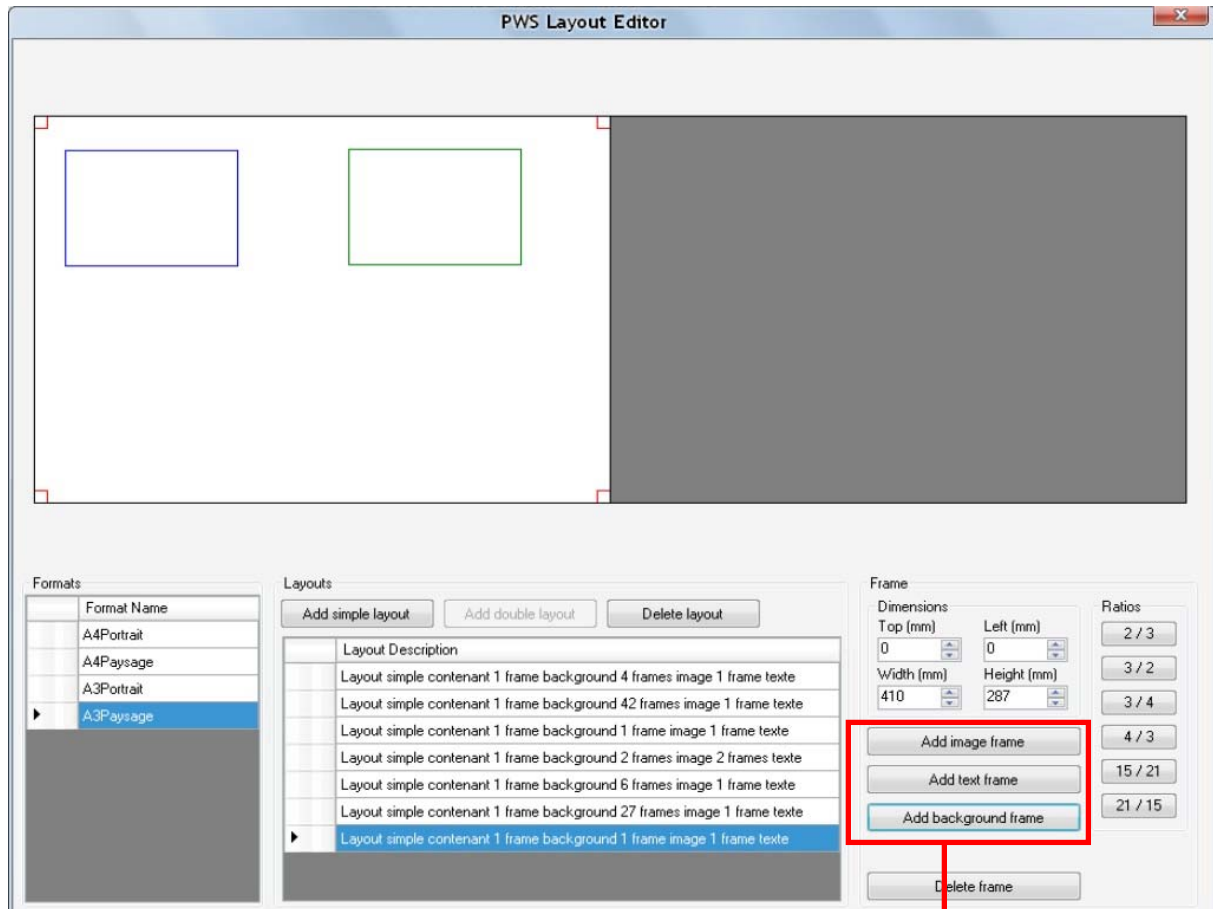 PWS Layout Editor
x
Formats
Format Name
A4Portrait
A4Paysage
A3Portrait
A3Paysage
Layouts
Add simple layout
Add double layout
Delete layout
Layout Description
Layout simple contenant 1 frame background 4 frames image 1 frame texte
Layout simple contenant 1 frame background 42 frames image 1 frame texte
Layout simple contenant 1 frame background 1 frame image 1 frame texte
Layout simple contenant 1 frame background 2 frames image 2 frames texte
Layout simple contenant 1 frame background 6 frames image 1 frame texte
Layout simple contenant 1 frame background 27 frames image 1 frame texte
Layout simple contenant 1 frame background 1 frame image 1 frame texte
Frame
Dimensions
Top (mm) Left (mm)
0 0
Width (mm) Height (mm)
410 287
Add image frame
Add text frame
Add background frame
Delete frame
Ratios
2 / 3
3 / 2
3 / 4
4 / 3
15 / 21
21 / 15